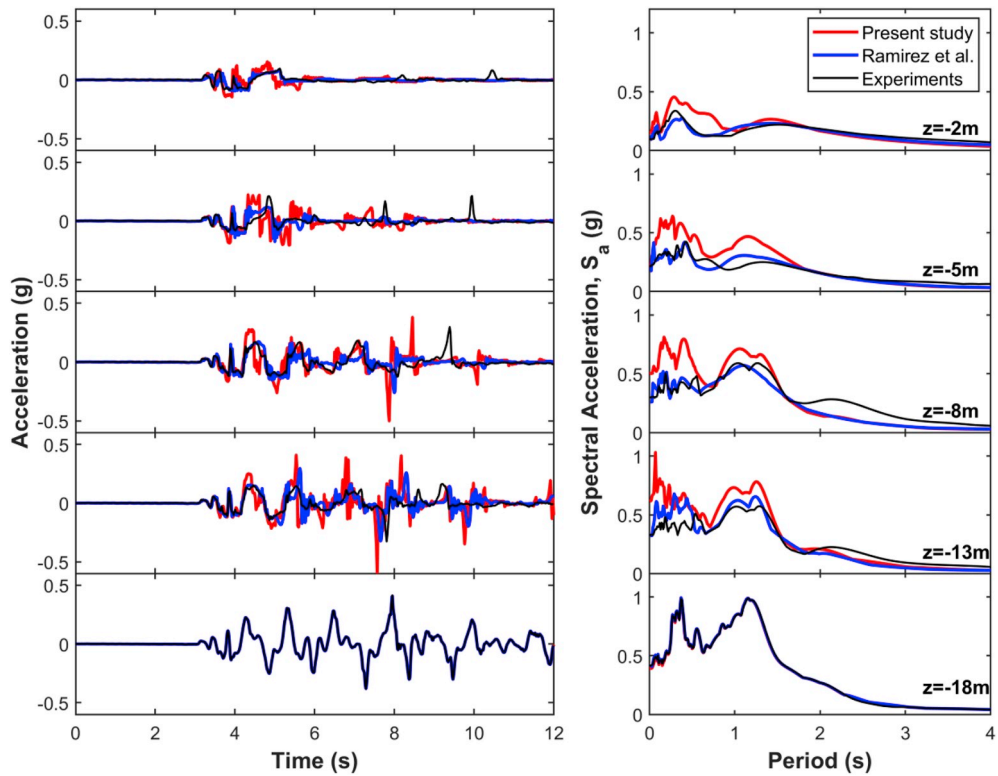 0.5
0
-0.5
0.5
0
-0.5
0.5
0
-0.5
0.5
0
-0.5
0.5
0
-0.5
0 2 4 6 8 10 12
Time (s)
Acceleration (g)
Present study
Ramirez et al.
Experiments
1
0.5
0
z=-2m
1
0.5
0
z=-5m
1
0.5
0
z=-8m
1
0.5
0
z=-13m
1
0.5
0
z=-18m
0 1 2 3 4
Period (s)
Spectral Acceleration, Sa (g)